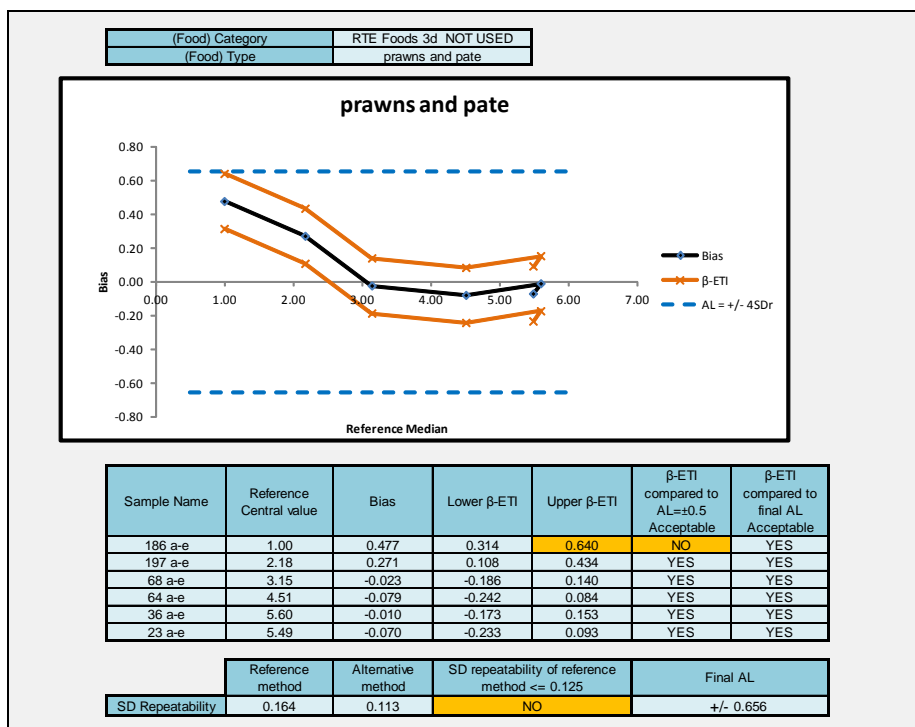 (Food) Category RTE Foods 3d NOT USED
(Food) Type prawns and pate
prawns and pate
0.80
0.60
0.40
0.20
0.00
-0.20
-0.40
-0.60
-0.80
0.00 1.00 2.00 3.00 4.00 5.00 6.00 7.00
Bias
Reference Median
Bias
β-ETI
AL = +/- 4SDr
Sample Name Reference Central value Bias Lower β-ETI Upper β-ETI β-ETI compared to AL=±0.5 Acceptable β-ETI compared to final AL Acceptable
186 a-e 1.00 0.477 0.314 0.640 NO YES
197 a-e 2.18 0.271 0.108 0.434 YES YES
68 a-e 3.15 -0.023 -0.186 0.140 YES YES
64 a-e 4.51 -0.079 -0.242 0.084 YES YES
36 a-e 5.60 -0.010 -0.173 0.153 YES YES
23 a-e 5.49 -0.070 -0.233 0.093 YES YES
Reference method Alternative method SD repeatability of reference method <= 0.125 Final AL
SD Repeatability 0.164 0.113 NO +/- 0.656